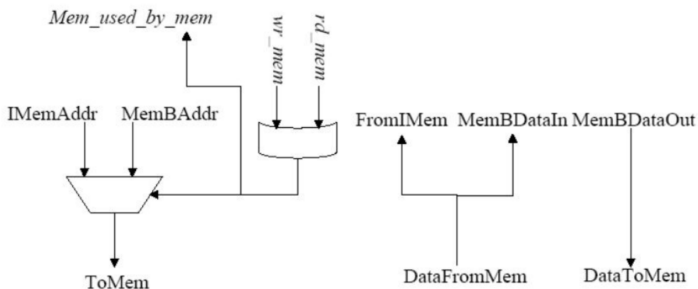 Mem_used_by_mem
wr_mem
rd_mem
IMemAddr
MemBAddr
FromIMem
MemBDataIn
MemBDataOut
ToMem
DataFromMem
DataToMem